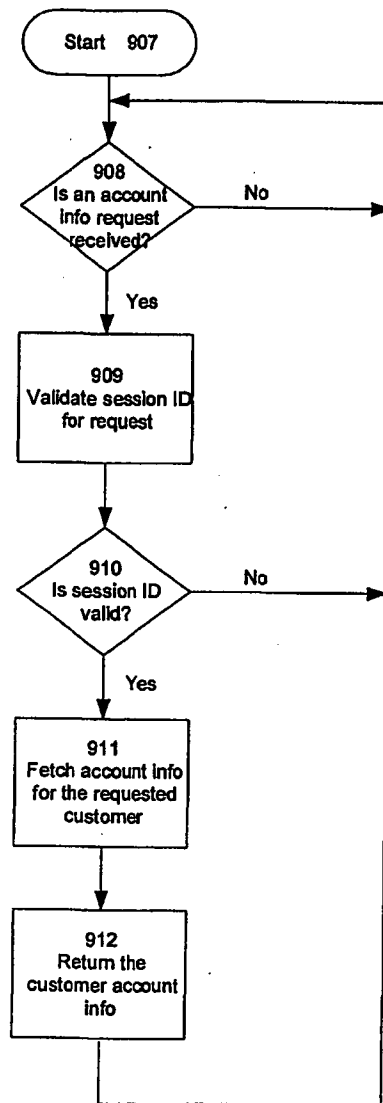 Start 907
908
Is an account
info request
received?
No
Yes
909
Validate session ID
for request
910
Is session ID
valid?
No
Yes
911
Fetch account info
for the requested
customer
912
Return the
customer account
info